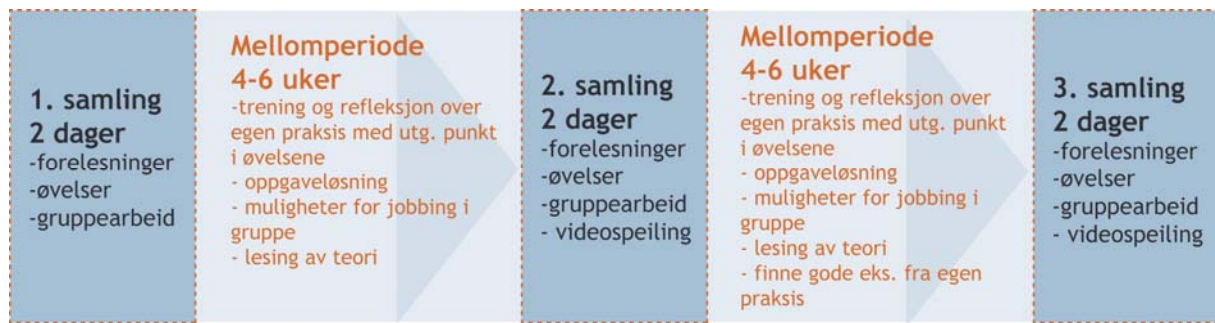 1. samling
2 dager
-forelesninger
-øvelser
-gruppearbeid
Mellomperiode
4-6 uker
-trening og refleksjon over
egen praksis med utg. punkt
i øvelsene
- oppgaveløsning
- muligheter for jobbing i
gruppe
- lesing av teori
2. samling
2 dager
-forelesninger
-øvelser
-gruppearbeid
- videospeiling
Mellomperiode
4-6 uker
-trening og refleksjon over
egen praksis med utg. punkt
i øvelsene
- oppgaveløsning
- muligheter for jobbing i
gruppe
- lesing av teori
- finne gode eks. fra egen
praksis
3. samling
2 dager
-forelesninger
-øvelser
-gruppearbeid
- videospeiling